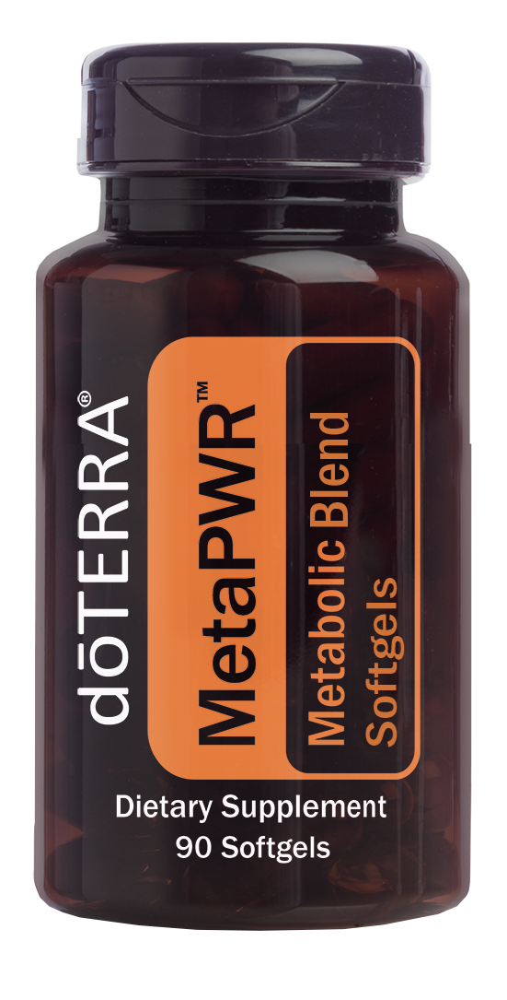 dōTERRA®
MetaPWR™
Metabolic Blend
Softgels
Dietary Supplement
90 Softgels